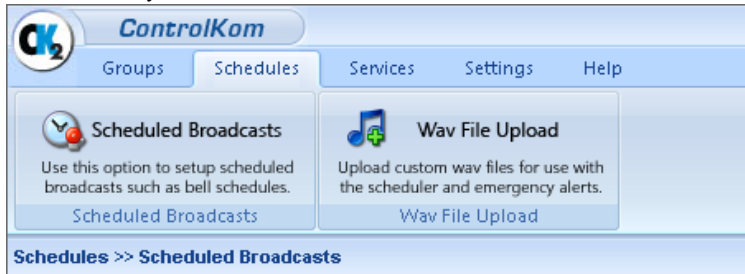 CK2
ControlKom
Groups Schedules Services Settings Help
Scheduled Broadcasts
Use this option to setup scheduled
broadcasts such as bell schedules.
Scheduled Broadcasts
Wav File Upload
Upload custom wav files for use with
the scheduler and emergency alerts.
Wav File Upload
Schedules >> Scheduled Broadcasts